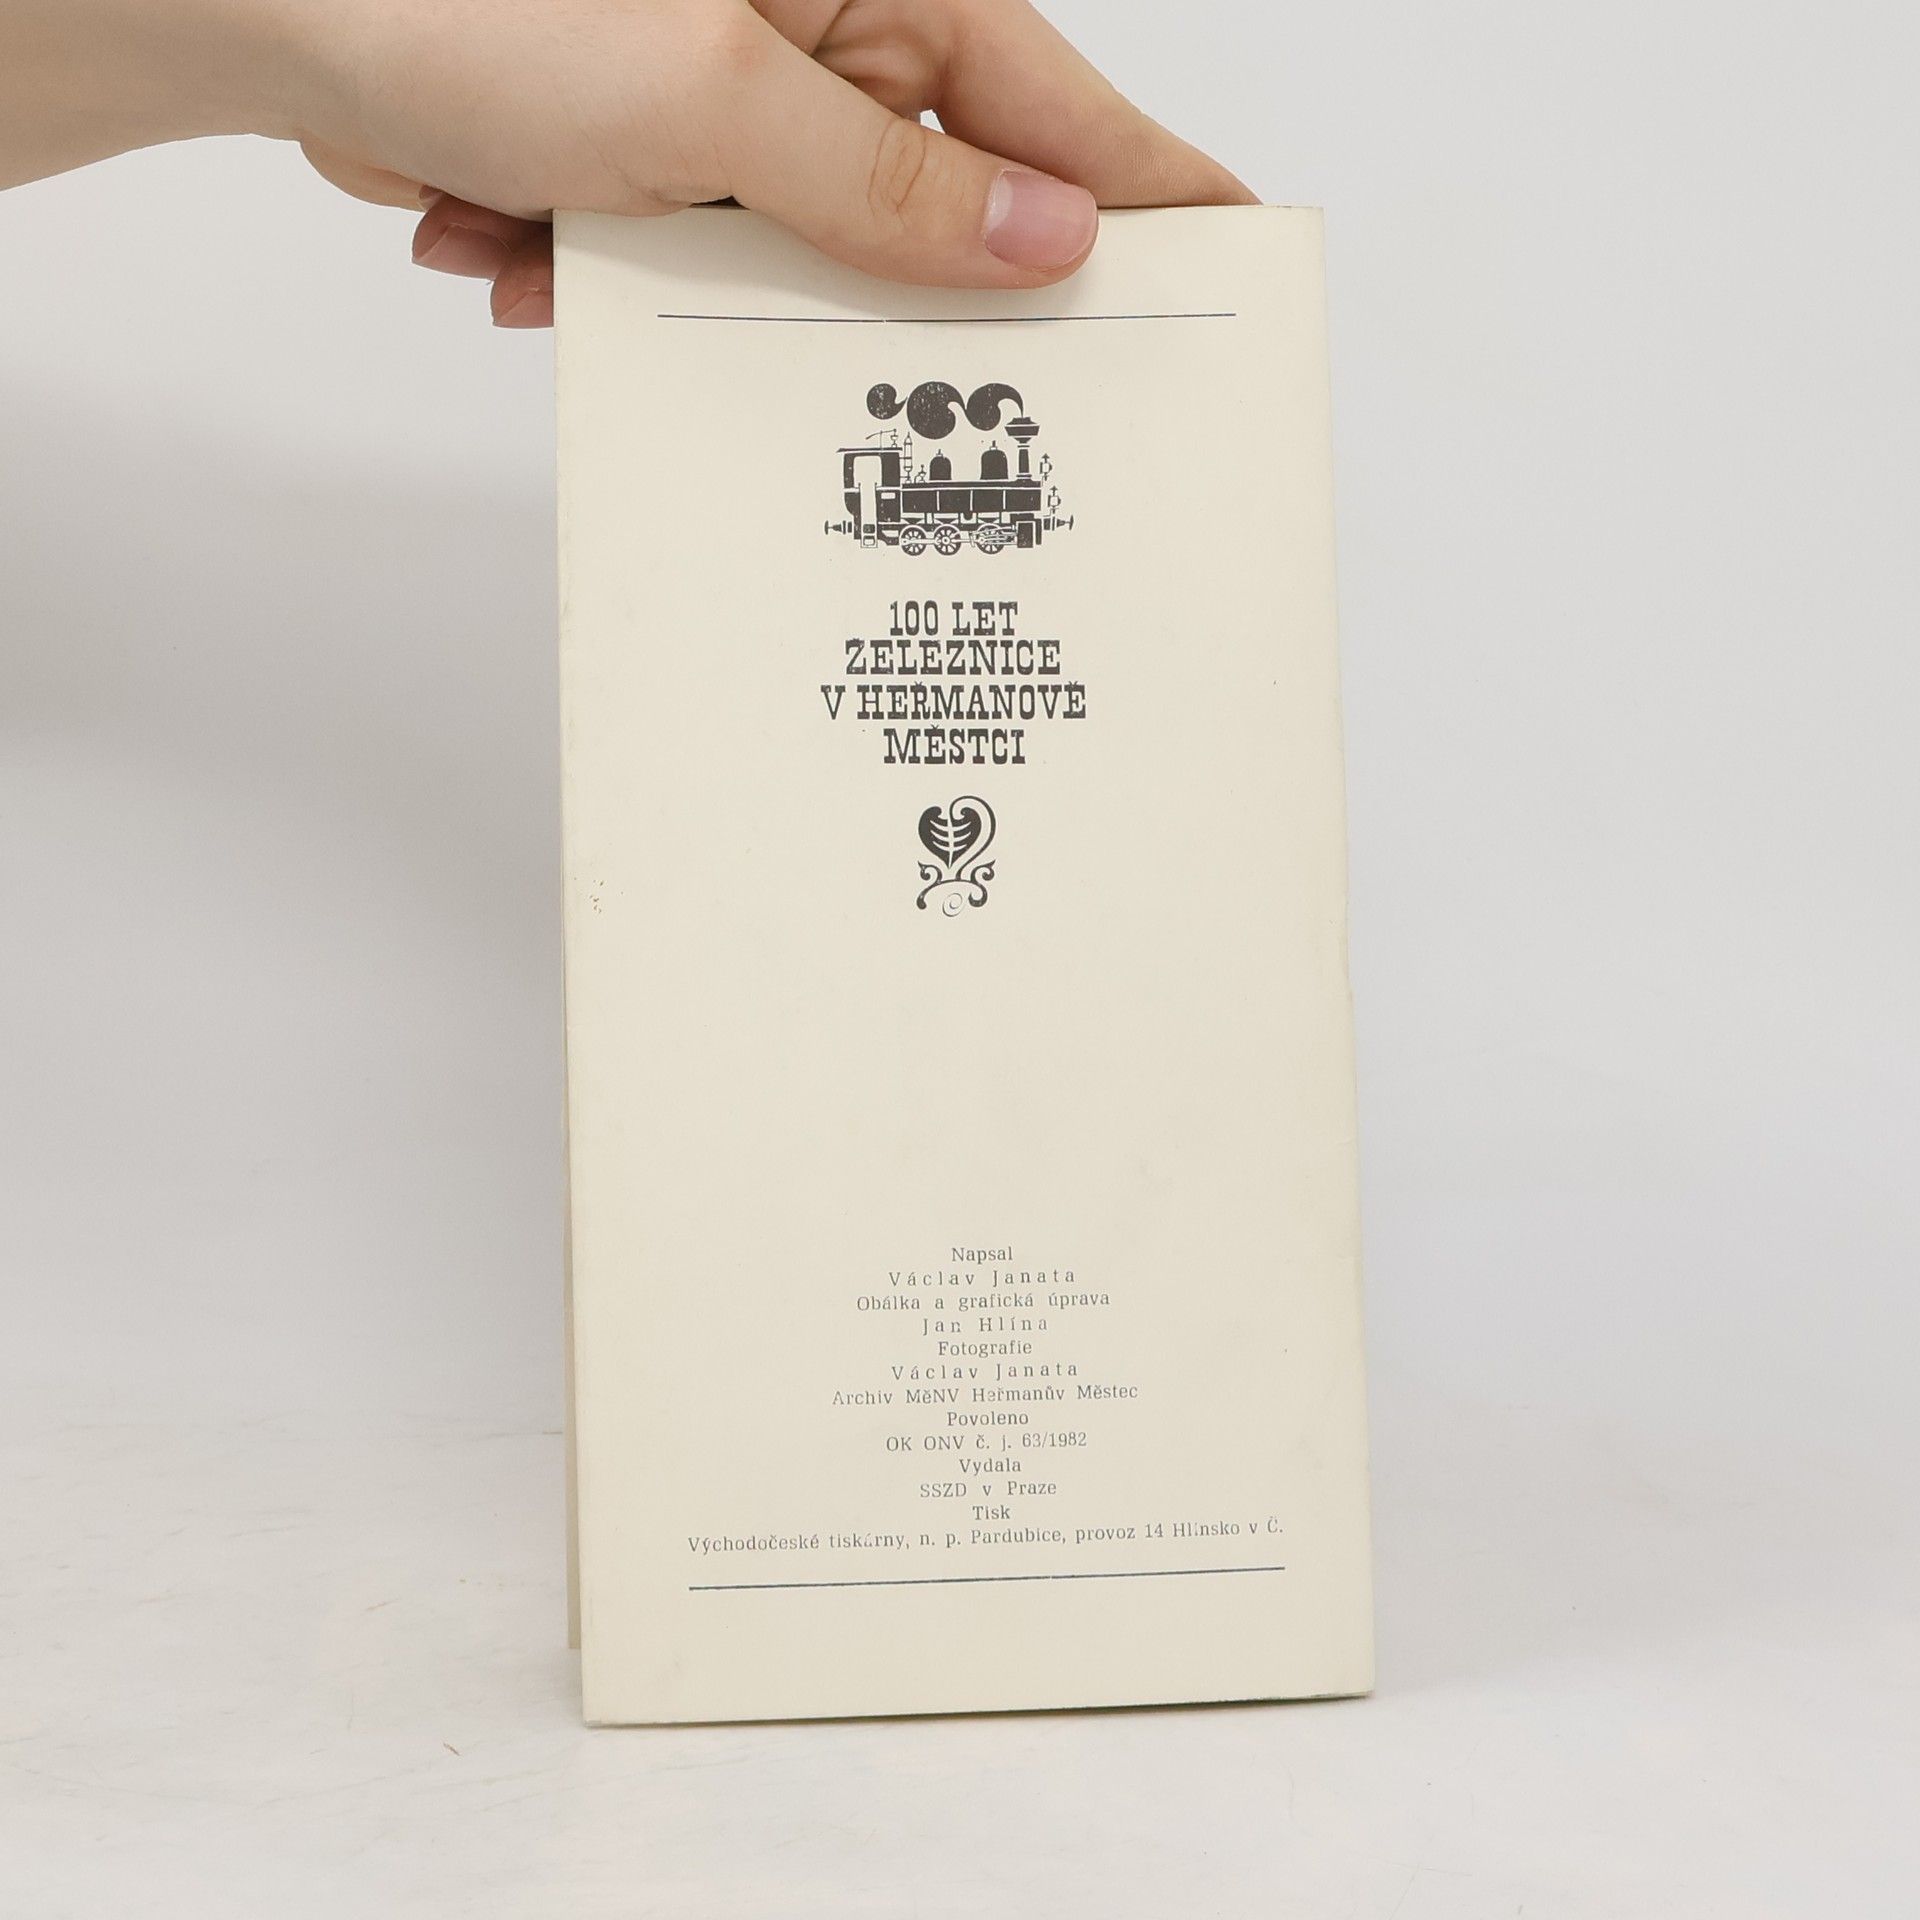 100 LET
ŽELEZNICE
V HEŘMANOVĚ
MĚSTCI
Napsal
Václav Janata
Obálka a grafická úprava
Jan Hlína
Fotografie
Václav Janata
Archiv MěNV Heřmanův Městec
Povoleno
OK ONV č. j. 63/1982
Vydala
SSZD v Praze
Tisk
Východočeské tiskárny, n. p. Pardubice, provoz 14 Hlinsko v Č.